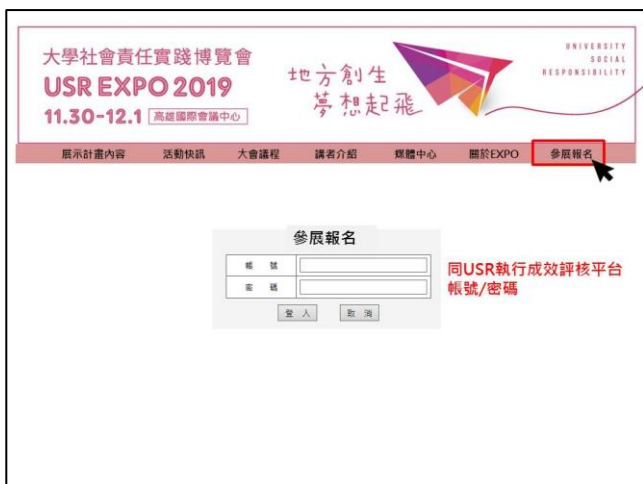 大學社會責任實踐博覽會
USR EXPO 2019
11.30-12.1 高雄國際會議中心
地方創生
夢想起飛
UNIVERSITY
SOCIAL
RESPONSIBILITY
展示計畫內容 活動快訊 大會議程 講者介紹 媒體中心 關於EXPO 參展報名
參展報名
帳 號
密 碼
登 入 取 消
同USR執行成效評核平台
帳號/密碼